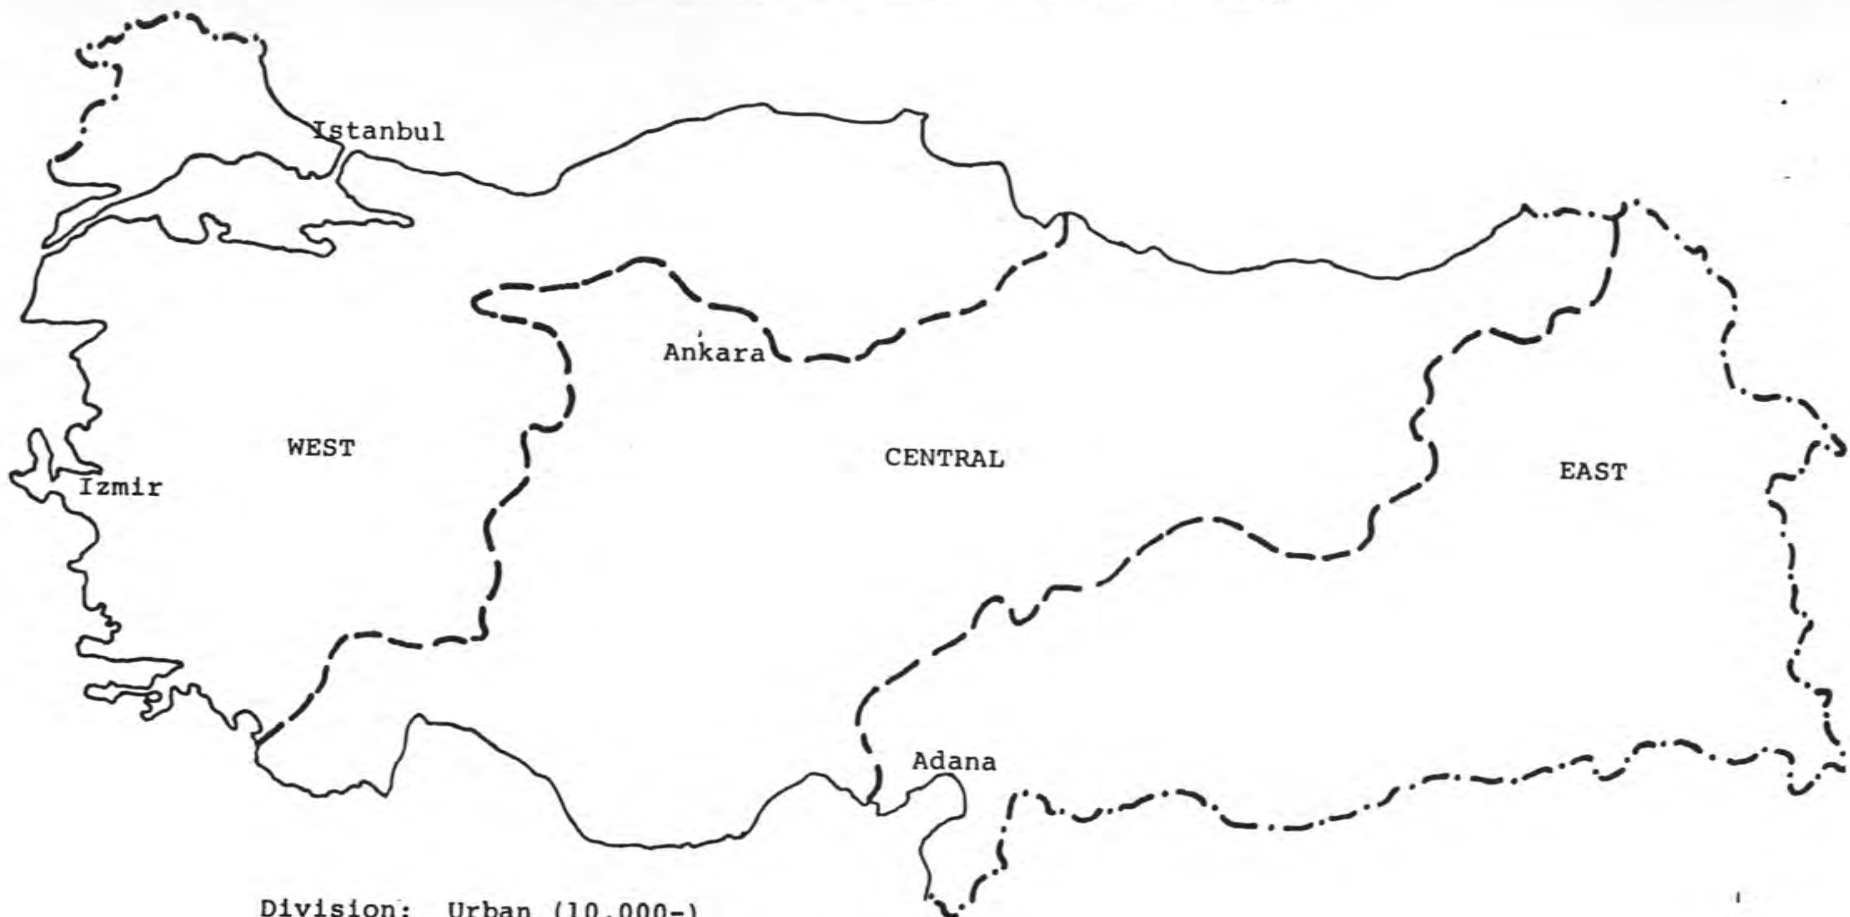 Istanbul
Ankara
WEST
CENTRAL
EAST
Izmir
Adana
Division: Urban (10,000-)